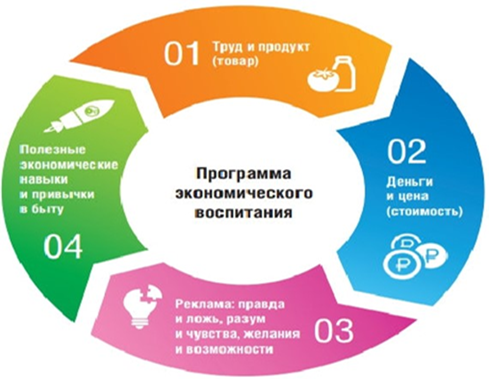 01 Труд и продукт
(товар)
02
Деньги
и цена
(стоимость)
Программа
экономического
воспитания
Реклама: правда
и ложь, разум
и чувства, желания
и возможности
03
Полезные
экономические
навыки
и привычки
в быту
04